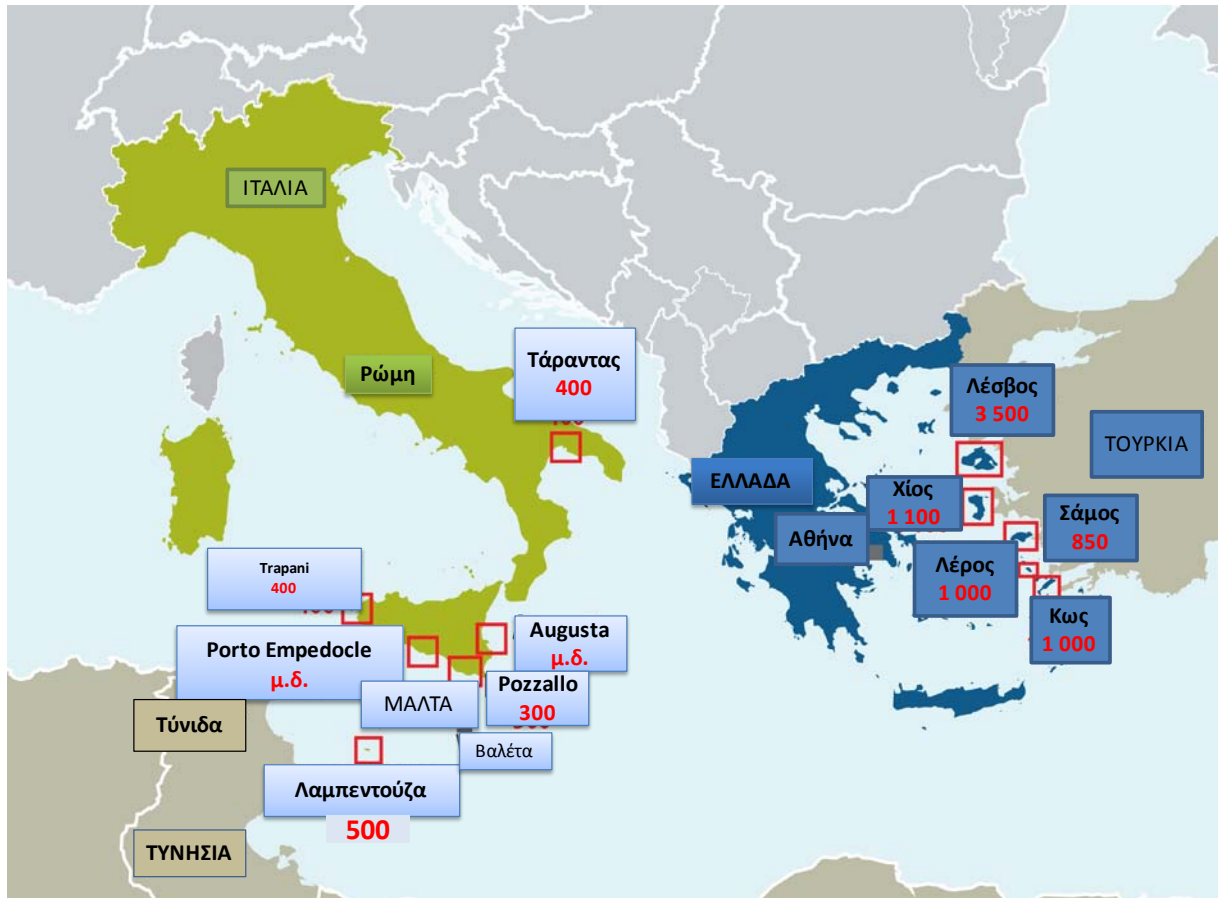 ΙΤΑΛΙΑ
Ρώμη
Τάραντας
400
Λέσβος
3 500
ΤΟΥΡΚΙΑ
ΕΛΛΑΔΑ
Χίος
1 100
Σάμος
850
Αθήνα
Λέρος
1 000
Κως
1 000
Trapani
400
Augusta
μ.δ.
Porto Empedocle
μ.δ.
Pozzallo
300
ΜΑΛΤΑ
Τύνιδα
Βαλέτα
Λαμπεντούζα
500
ΤΥΝΗΣΙΑ